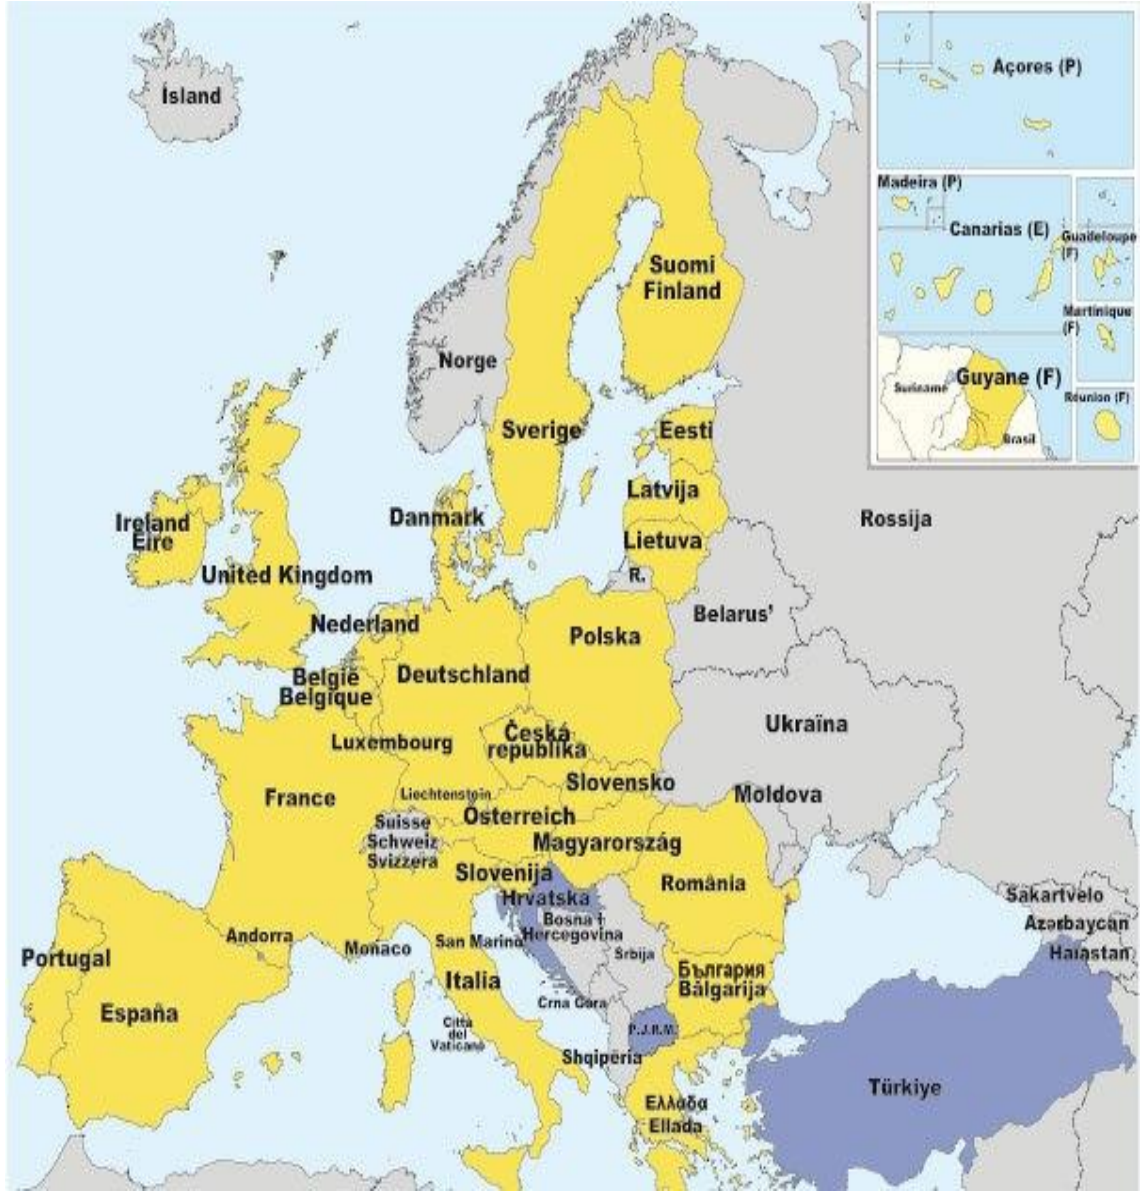 Ísland
Açores (P)
Madeira (P)
Canarias (E)
Guadeloupe
(F)
Martinique
(F)
Guyane (F)
Suriname
Brasil
Réunion (F)
Suomi
Finland
Norge
Sverige
Eesti
Latvija
Lietuva
R.
Rossija
Danmark
Ireland
Éire
United Kingdom
Nederland
Belarus'
Polska
België
Belgique
Deutschland
Luxembourg
Česká
republika
Ukraïna
Slovensko
France
Liechtenstein
Moldova
Österreich
Suisse
Schweiz
Svizzera
Magyarország
Slovenija
România
Hrvatska
Bosna i
Hercegovina
Srbija
Sakartvelo
Azərbaycan
Haiastan
Portugal
Andorra
Monaco
San Marino
Italia
България
Bălgarija
España
Crna Gora
Città
del
Vaticano
P.J.R.M.
Shqipëria
Ελλάδα
Ellada
Türkiye